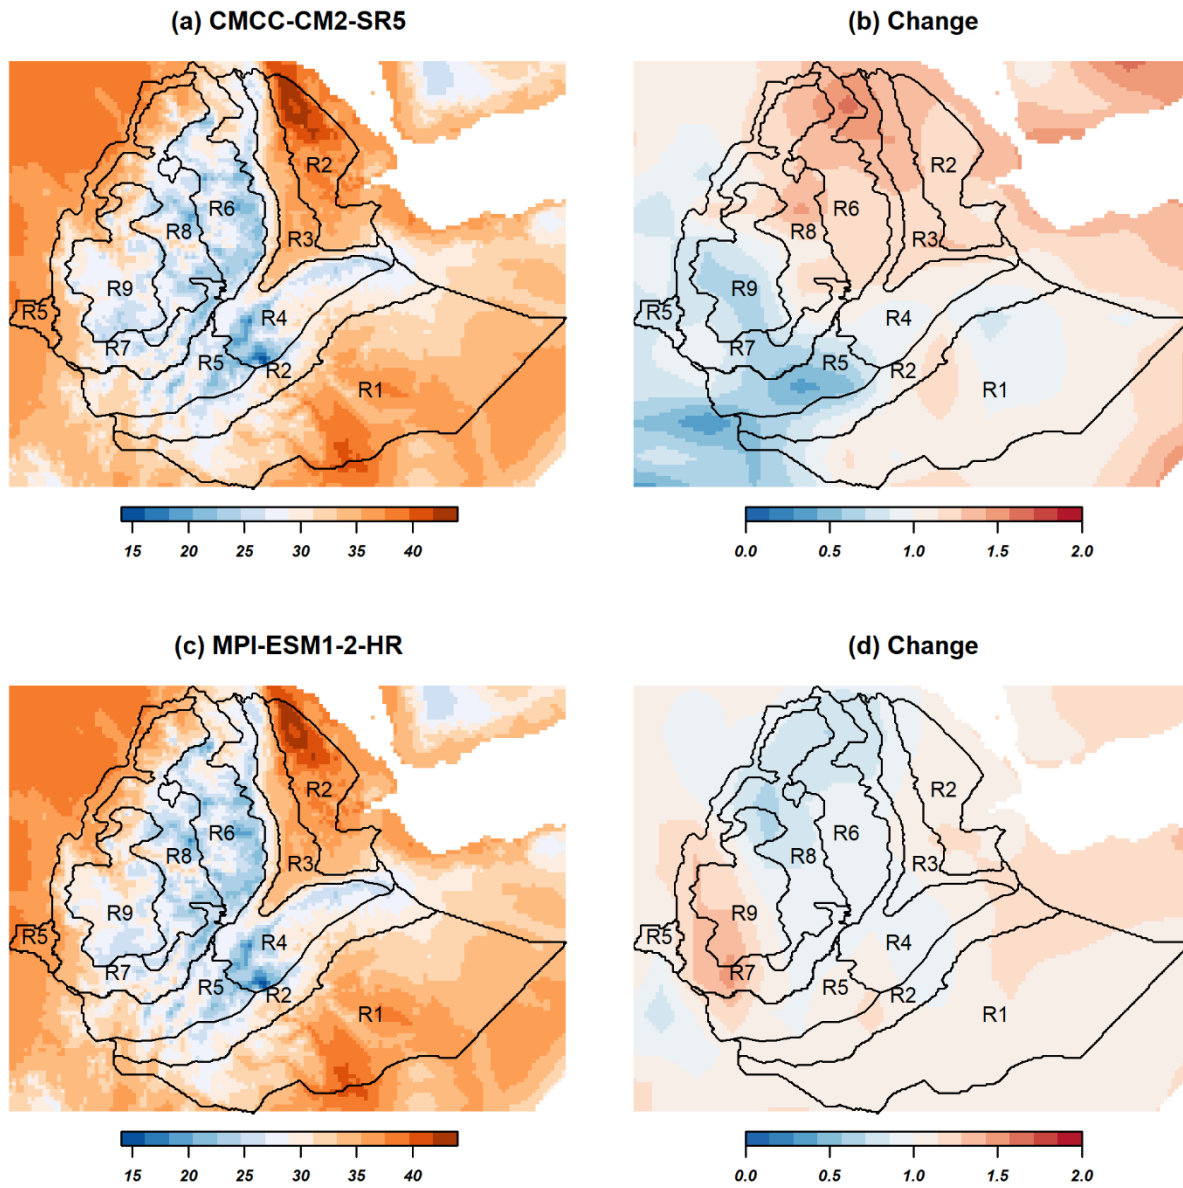 (a) CMCC-CM2-SR5
(b) Change
R2
R6
R8
R3
R9
R5
R4
R7
R5
R2
R1
R2
R6
R8
R3
R9
R5
R4
R7
R5
R2
R1
15 20 25 30 35 40
0.0 0.5 1.0 1.5 2.0
(c) MPI-ESM1-2-HR
(d) Change
R2
R6
R8
R3
R9
R5
R4
R7
R5
R2
R1
R2
R6
R8
R3
R9
R5
R4
R7
R5
R2
R1
15 20 25 30 35 40
0.0 0.5 1.0 1.5 2.0